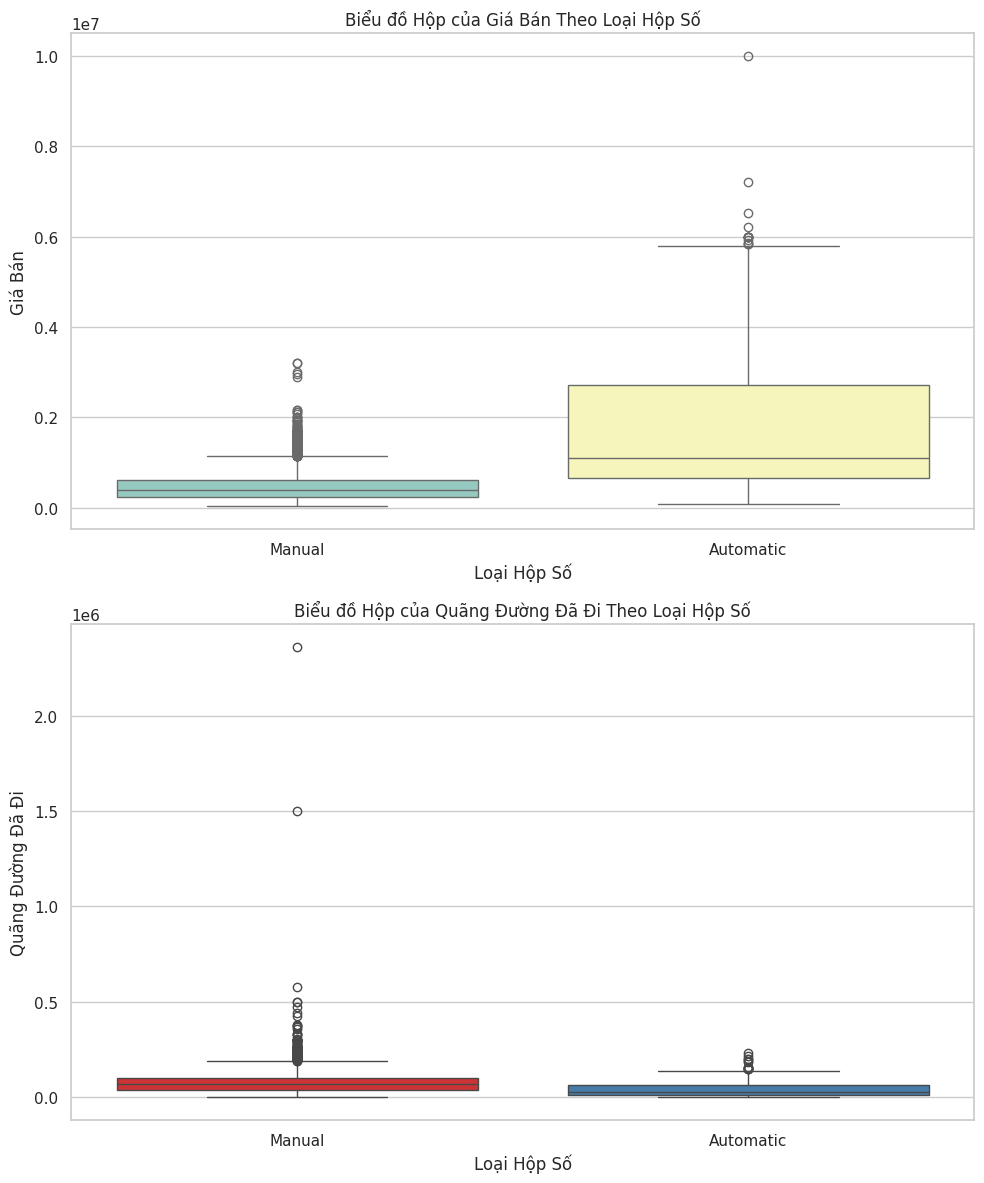 Biểu đồ Hộp của Giá Bán Theo Loại Hộp Số
1e7
1.0
0.8
0.6
0.4
0.2
0.0
Giá Bán
Manual
Automatic
Loại Hộp Số
Biểu đồ Hộp của Quãng Đường Đã Đi Theo Loại Hộp Số
1e6
2.0
1.5
1.0
0.5
0.0
Quãng Đường Đã Đi
Manual
Automatic
Loại Hộp Số